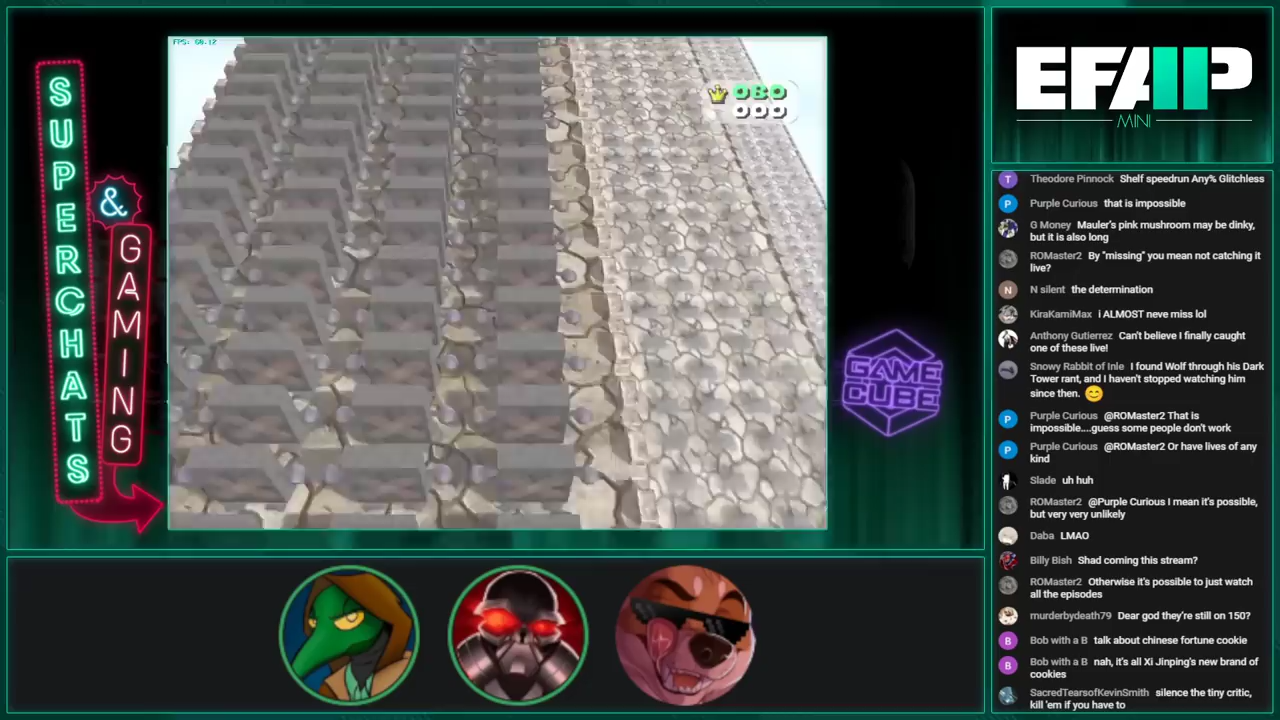 FPS: 60.12
080
000
SUPERCHATS
&
GAMING
GAME
CUBE
EFAP
MINI
T Theodore Pinnock Shelf speedrun Any% Glitchless
P Purple Curious that is impossible
G Money Mauler's pink mushroom may be dinky,
but it is also long
ROMaster2 By "missing" you mean not catching it
live?
N N silent the determination
KiraKamiMax i ALMOST neve miss lol
Anthony Gutierrez Can't believe I finally caught
one of these live!
Snowy Rabbit of Inle I found Wolf through his Dark
Tower rant, and I haven't stopped watching him
since then. 😊
P Purple Curious @ROMaster2 That is
impossible....guess some people don't work
P Purple Curious @ROMaster2 Or have lives of any
kind
Slade uh huh
ROMaster2 @Purple Curious I mean it's possible,
but very very unlikely
Daba LMAO
Billy Bish Shad coming this stream?
ROMaster2 Otherwise it's possible to just watch
all the episodes
murderbydeath79 Dear god they're still on 150?
B Bob with a B talk about chinese fortune cookie
B Bob with a B nah, it's all Xi Jinping's new brand of
cookies
SacredTearsofKevinSmith silence the tiny critic,
kill 'em if you have to